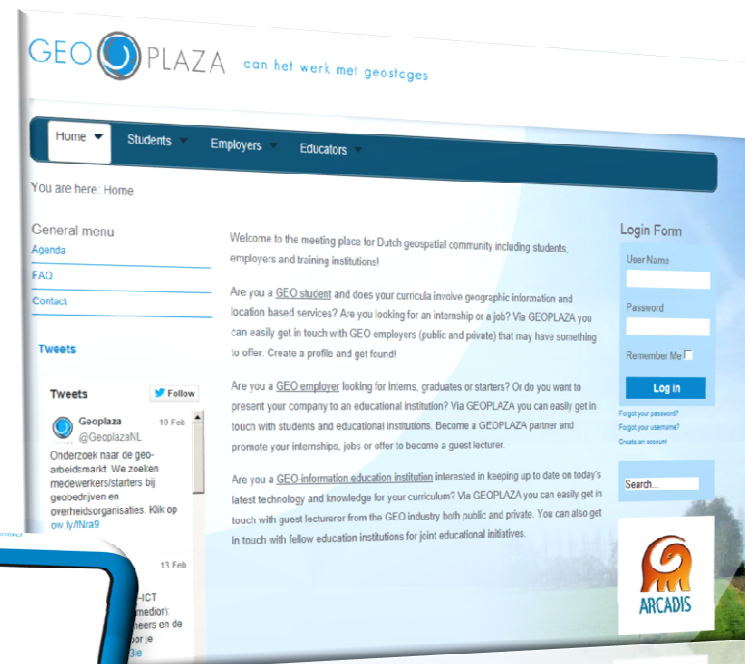 GEO PLAZA
aan het werk met geostages
Home
Students
Employers
Educators
You are here: Home
General menu
Agenda
FAQ
Contact
Tweets
Tweets
Follow
Geoplaza
19 Feb
@GeoplazaNL
Onderzoek naar de geo-
arbeidsmarkt. We zoeken
medewerkers/starters bij
geobedrijven en
overheidsorganisaties. Klik op
13 Feb
-ICT
heers en de
oor je
Welcome to the meeting place for Dutch geospatial community including students,
employers and training institutions!
Are you a GEO student and does your curricula involve geographic information and
location based services? Are you looking for an internship or a job? Via GEOPLAZA you
can easily get in touch with GEO employers (public and private) that may have something
to offer. Create a profile and get found!
Are you a GEO employer looking for interns, graduates or starters? Or do you want to
present your company to an educational institution? Via GEOPLAZA you can easily get in
touch with students and educational institutions. Become a GEOPLAZA partner and
promote your internships, jobs or offer to become a guest lecturer.
Are you a GEO-information education institution interested in keeping up to date on today's
latest technology and knowledge for your curriculum? Via GEOPLAZA you can easily get in
touch with guest lectureror from the GEO industry both public and private. You can also get
in touch with fellow education institutions for joint educational initiatives.
Login Form
User Name
Password
Remember Me
Log in
Forgot your password?
Forgot your username?
Create an account
Search...
ARCADIS